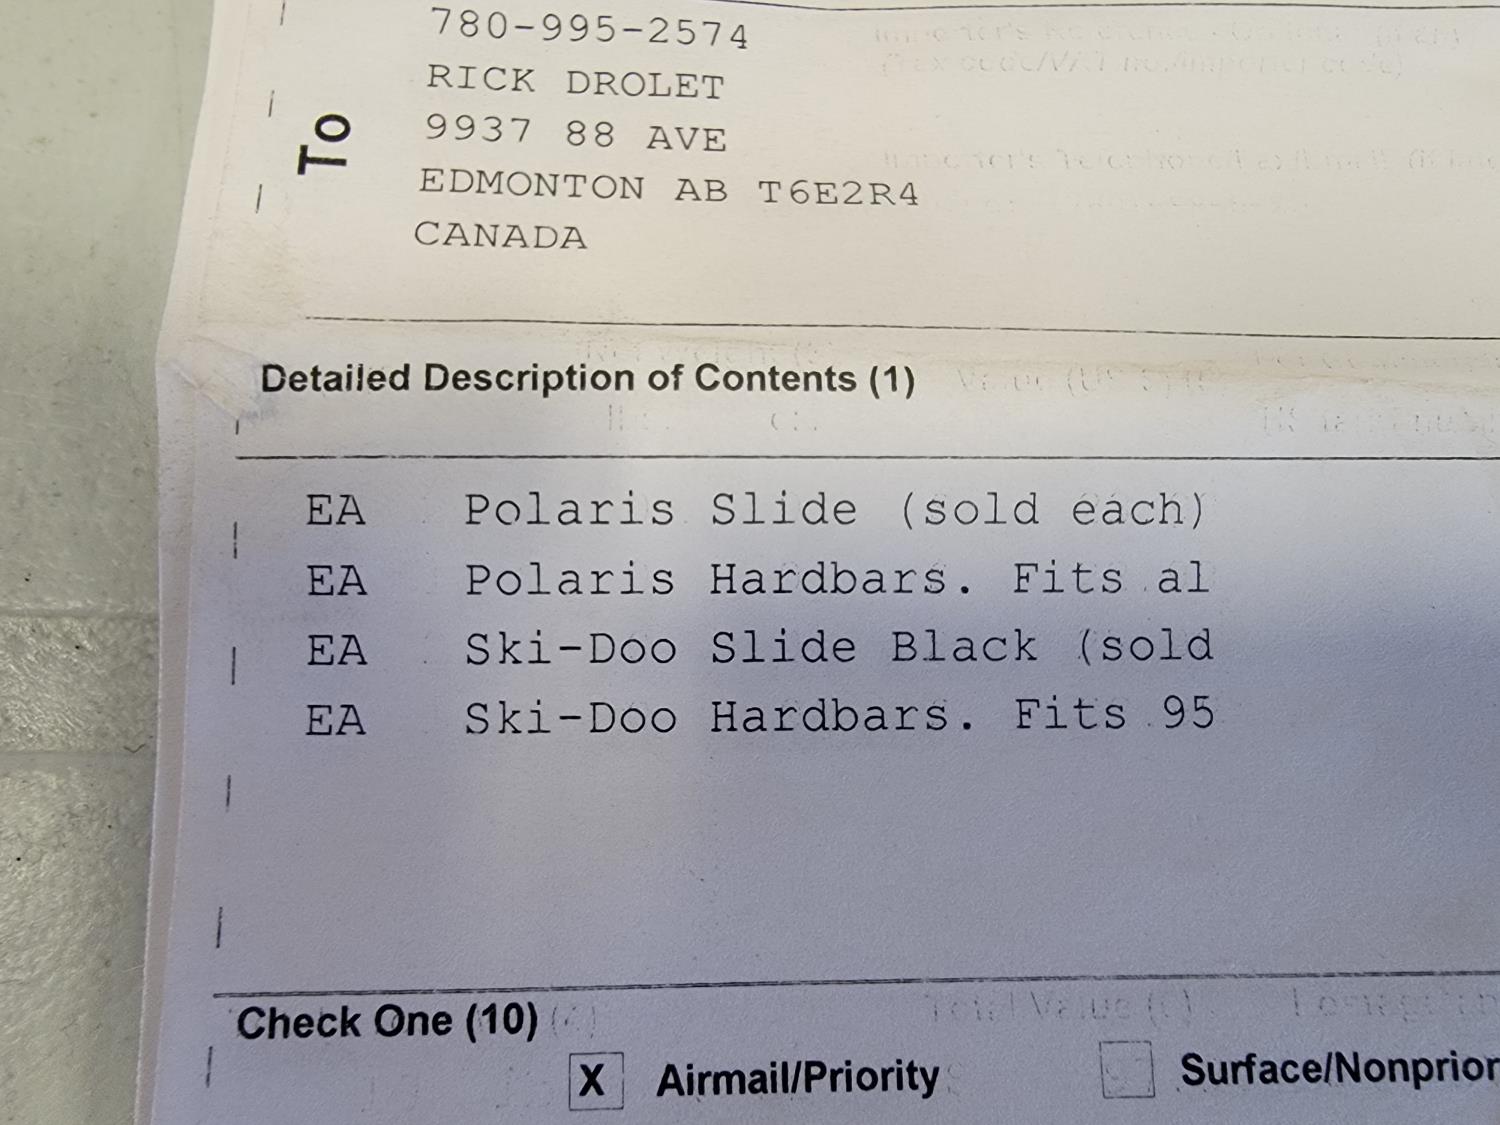 780-995-2574
RICK DROLET
9937 88 AVE
EDMONTON AB T6E2R4
CANADA
To
Detailed Description of Contents (1)
EA Polaris Slide (sold each)
EA Polaris Hardbars. Fits al
EA Ski-Doo Slide Black (sold
EA Ski-Doo Hardbars. Fits 95
Check One (10)
X Airmail/Priority Surface/Nonprior